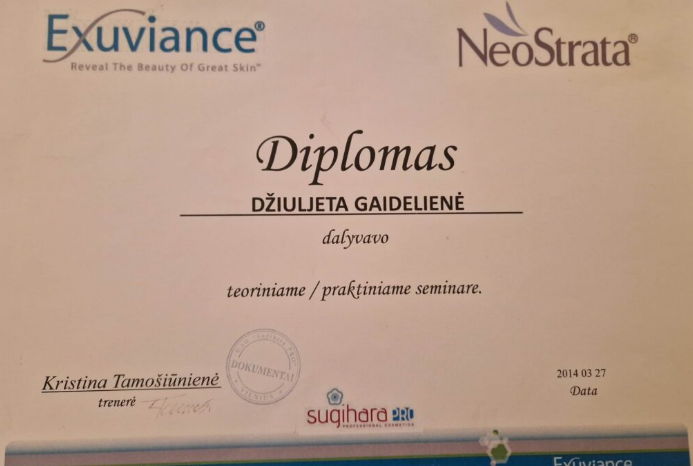 Exuviance®
Reveal The Beauty Of Great Skin™
NeoStrata®
Diplomas
DŽIULJETA GAIDELIENĖ
dalyvavo
teoriniame / praktiniame seminare.
DOKUMENTAI
VILNIUS
Kristina Tamošiūnienė
trenerė
2014 03 27
Data
sugihara PRO
PROFESSIONAL COSMETICS
Exuviance